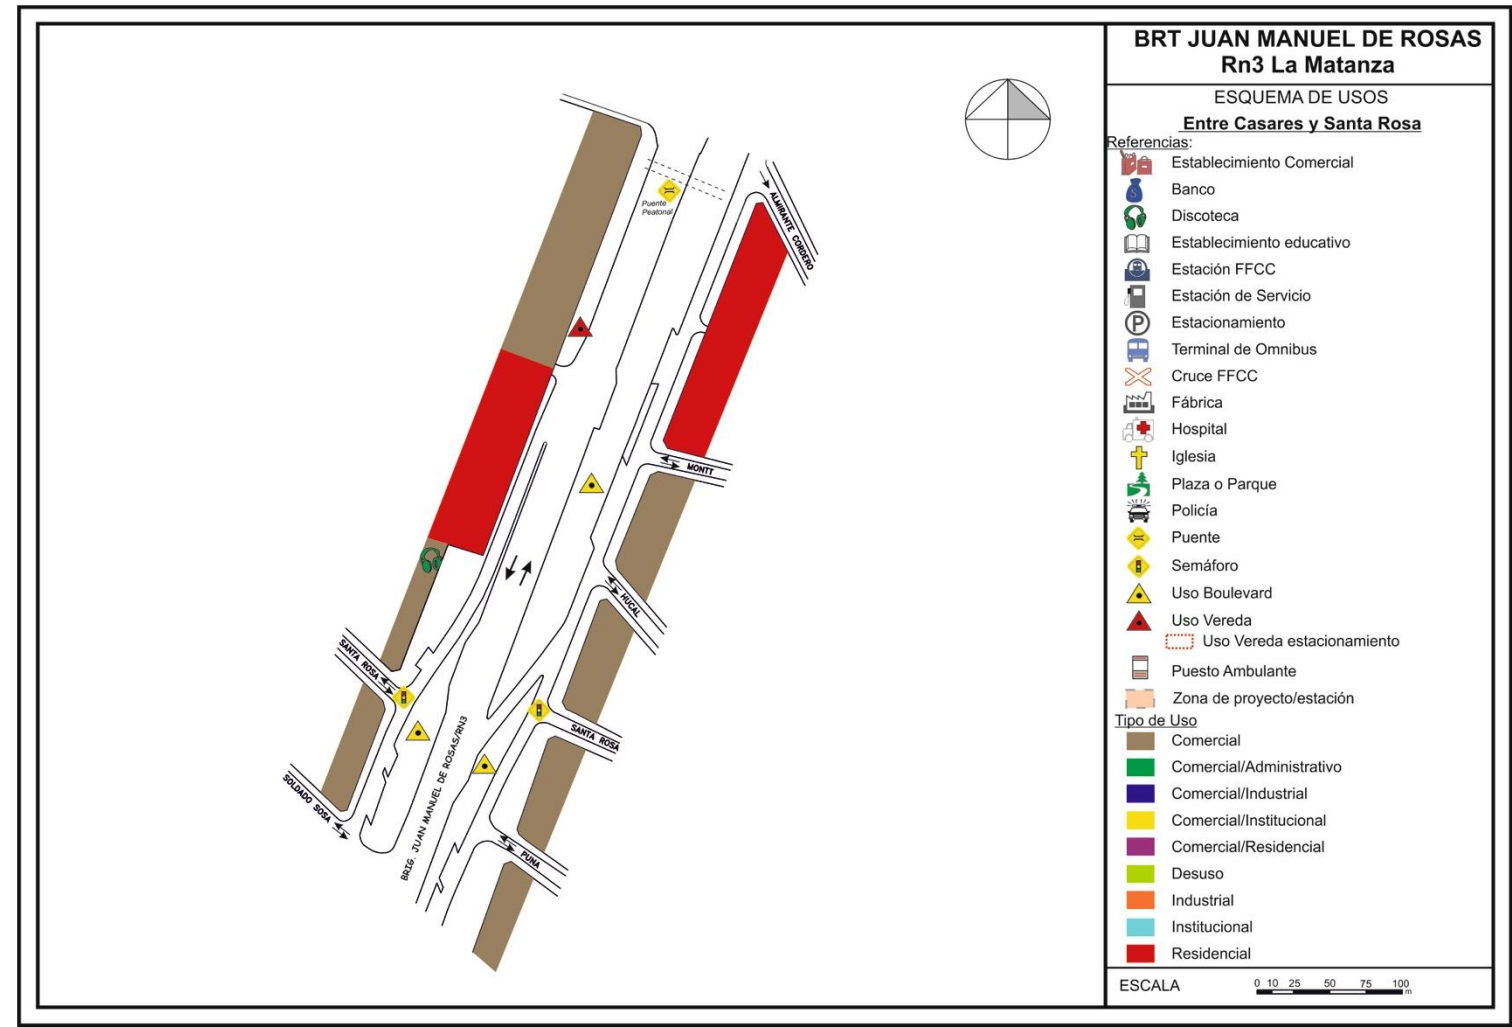 BRT JUAN MANUEL DE ROSAS
Rn3 La Matanza
ESQUEMA DE USOS
Entre Casares y Santa Rosa
Referencias:
Establecimiento Comercial
Banco
Discoteca
Establecimiento educativo
Estación FFCC
Estación de Servicio
P
Estacionamiento
Terminal de Omnibus
Cruce FFCC
Fábrica
Hospital
Iglesia
Plaza o Parque
Policía
Puente
Semáforo
Uso Boulevard
Uso Vereda
Uso Vereda estacionamiento
Puesto Ambulante
Zona de proyecto/estación
Tipo de Uso
Comercial
Comercial/Administrativo
Comercial/Industrial
Comercial/Institucional
Comercial/Residencial
Desuso
Industrial
Institucional
Residencial
ESCALA
0 10 25 50 75 100
m
Puente
Peatonal
ALMIRANTE CORDERO
MONTT
HUCAL
SANTA ROSA
SANTA ROSA
SOLDADO SOSA
BRIG. JUAN MANUEL DE ROSAS/RN3
PUNA